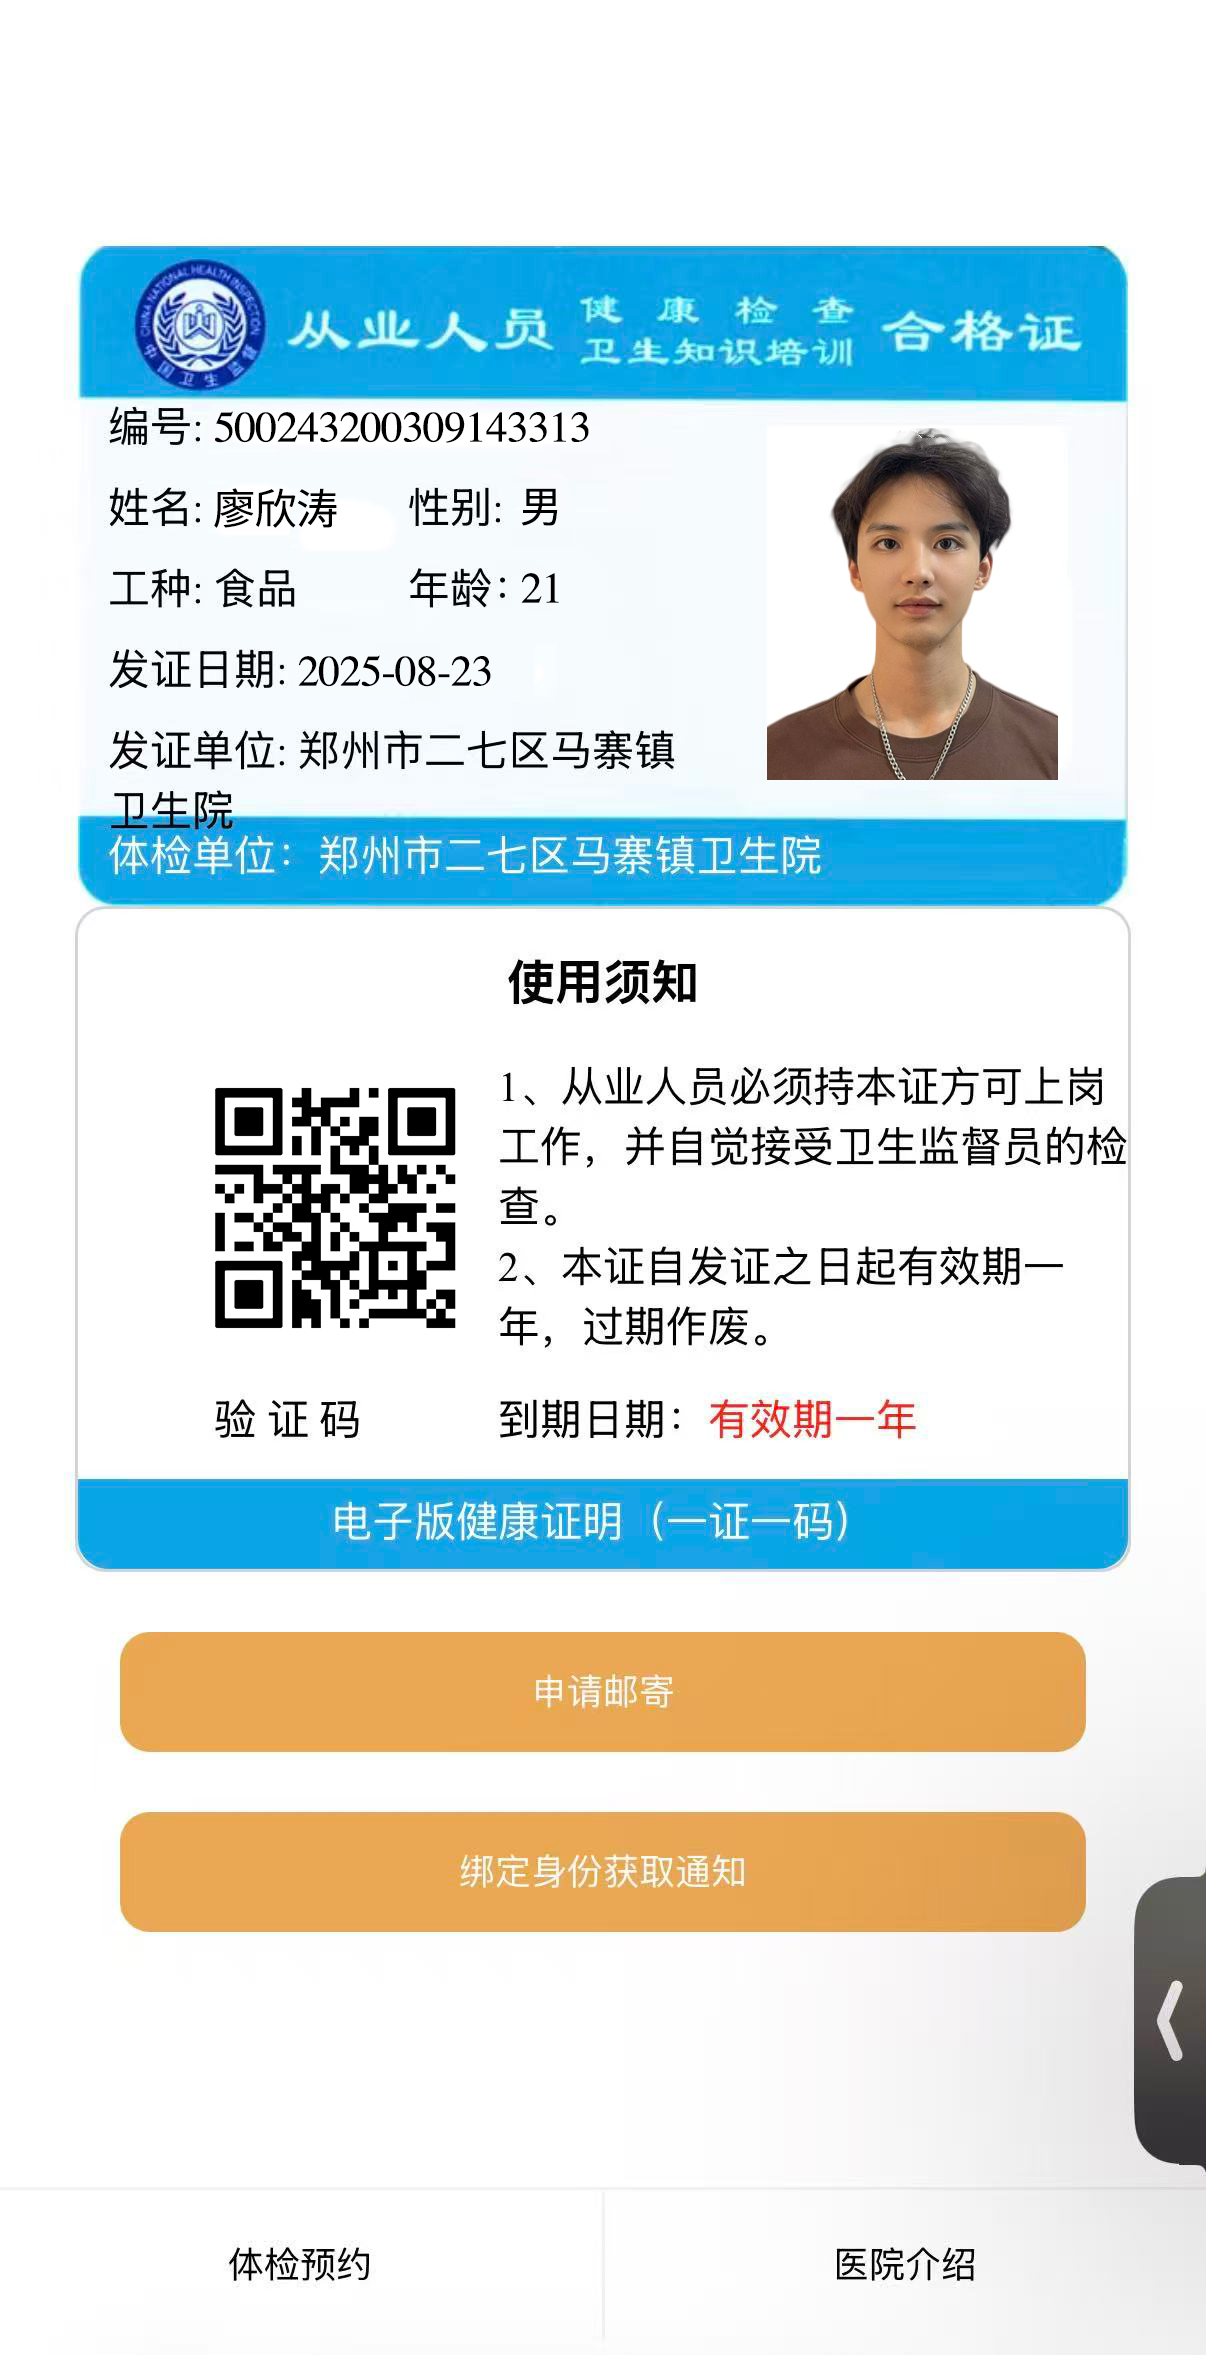 CHINA NATIONAL HEALTH INSPECTION
中国卫生监督
从业人员 健康检查 卫生知识培训 合格证
编号: 500243200309143313
姓名: 廖欣涛 性别: 男
工种: 食品 年龄: 21
发证日期: 2025-08-23
发证单位: 郑州市二七区马寨镇
卫生院
体检单位: 郑州市二七区马寨镇卫生院
使用须知
1、从业人员必须持本证方可上岗
工作，并自觉接受卫生监督员的检
查。
2、本证自发证之日起有效期一
年，过期作废。
验证码 到期日期: 有效期一年
电子版健康证明（一证一码）
申请邮寄
绑定身份获取通知
体检预约 医院介绍